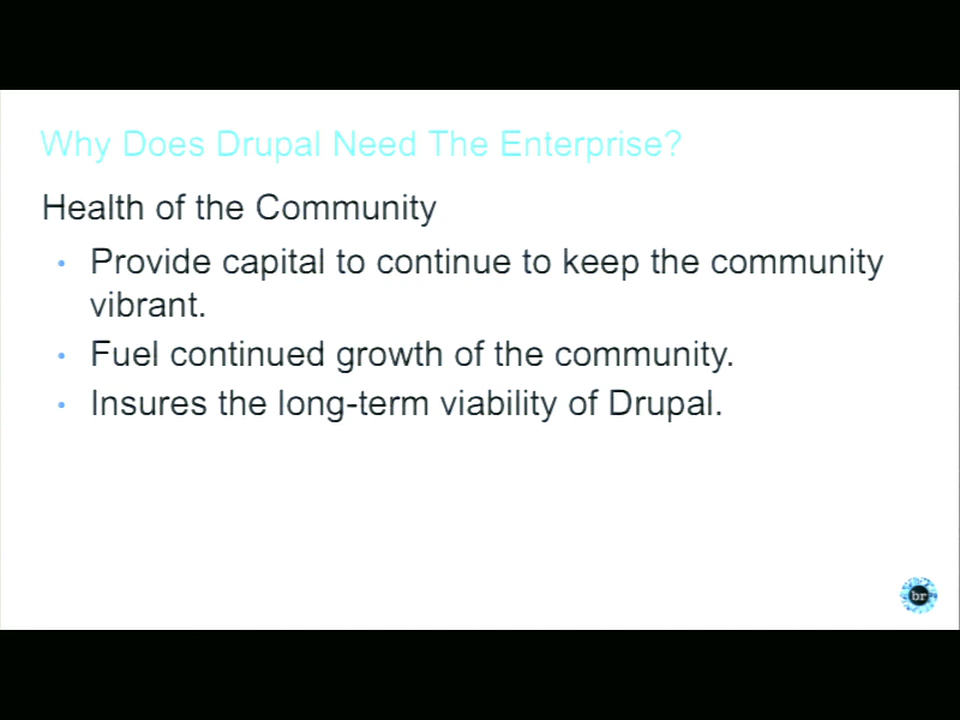 Why Does Drupal Need The Enterprise?
Health of the Community
• Provide capital to continue to keep the community
vibrant.
• Fuel continued growth of the community.
• Insures the long-term viability of Drupal.
br